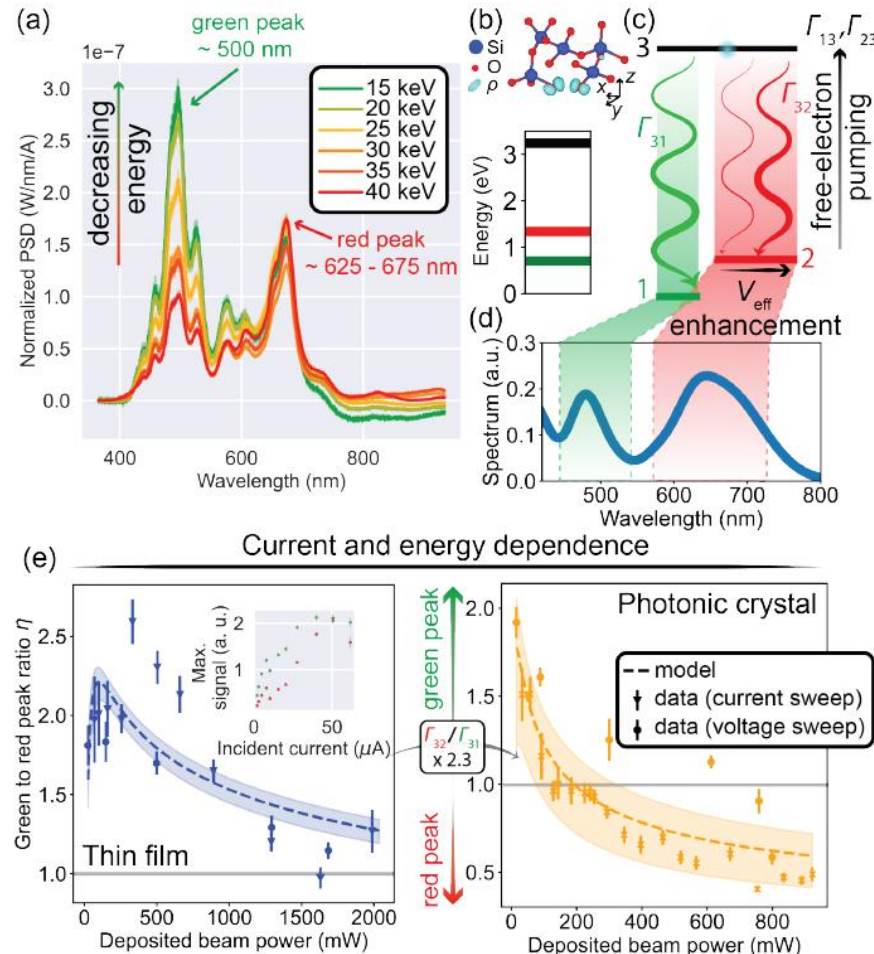 (a)
1e-7
green peak
~ 500 nm
decreasing
energy
15 keV
20 keV
25 keV
30 keV
35 keV
40 keV
red peak
~ 625 - 675 nm
Normalized PSD (W/nm/A)
3.0
2.5
2.0
1.5
1.0
0.5
0.0
400
600
800
Wavelength (nm)
(b)
Si
O
ρ
x
y
z
Energy (eV)
3
2
1
0
(c)
3
Γ13, Γ23
Γ31
Γ32
free-electron
pumping
1
2
Veff
enhancement
(d)
Spectrum (a.u.)
0.3
0.2
0.1
0.0
500
600
700
800
Wavelength (nm)
Current and energy dependence
(e)
Green to red peak ratio η
2.5
2.0
1.5
1.0
Thin film
0
500
1000
1500
2000
Deposited beam power (mW)
Max.
signal (a. u.)
2
1
0
50
Incident current (μA)
green peak
Γ32/Γ31
x 2.3
red peak
Photonic crystal
model
data (current sweep)
data (voltage sweep)
2.0
1.5
1.0
0.5
0
200
400
600
800
Deposited beam power (mW)